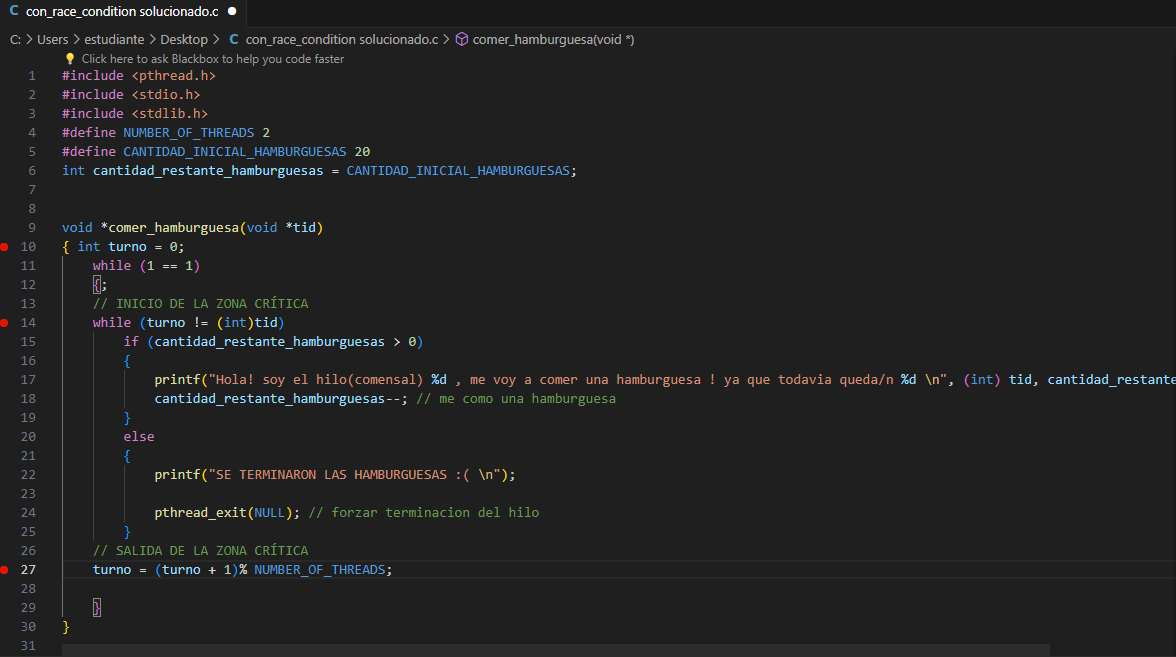 C con_race_condition solucionado.c ●
C: > Users > estudiante > Desktop > C con_race_condition solucionado.c > comer_hamburguesa(void *)
Click here to ask Blackbox to help you code faster
1 #include <pthread.h>
2 #include <stdio.h>
3 #include <stdlib.h>
4 #define NUMBER_OF_THREADS 2
5 #define CANTIDAD_INICIAL_HAMBURGUESAS 20
6 int cantidad_restante_hamburguesas = CANTIDAD_INICIAL_HAMBURGUESAS;
7
8
9 void *comer_hamburguesa(void *tid)
10 { int turno = 0;
11 while (1 == 1)
12 {;
13 // INICIO DE LA ZONA CRÍTICA
14 while (turno != (int)tid)
15 if (cantidad_restante_hamburguesas > 0)
16 {
17 printf("Hola! soy el hilo(comensal) %d , me voy a comer una hamburguesa ! ya que todavia queda/n %d \n", (int) tid, cantidad_restante
18 cantidad_restante_hamburguesas--; // me como una hamburguesa
19 }
20 else
21 {
22 printf("SE TERMINARON LAS HAMBURGUESAS :( \n");
23
24 pthread_exit(NULL); // forzar terminacion del hilo
25 }
26 // SALIDA DE LA ZONA CRÍTICA
27 turno = (turno + 1)% NUMBER_OF_THREADS;
28
29 }
30 }
31